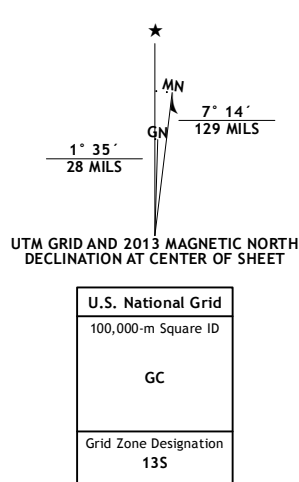 ★
MN
GN
7° 14´
129 MILS
1° 35´
28 MILS
UTM GRID AND 2013 MAGNETIC NORTH
DECLINATION AT CENTER OF SHEET
U.S. National Grid
100,000-m Square ID
GC
Grid Zone Designation
13S